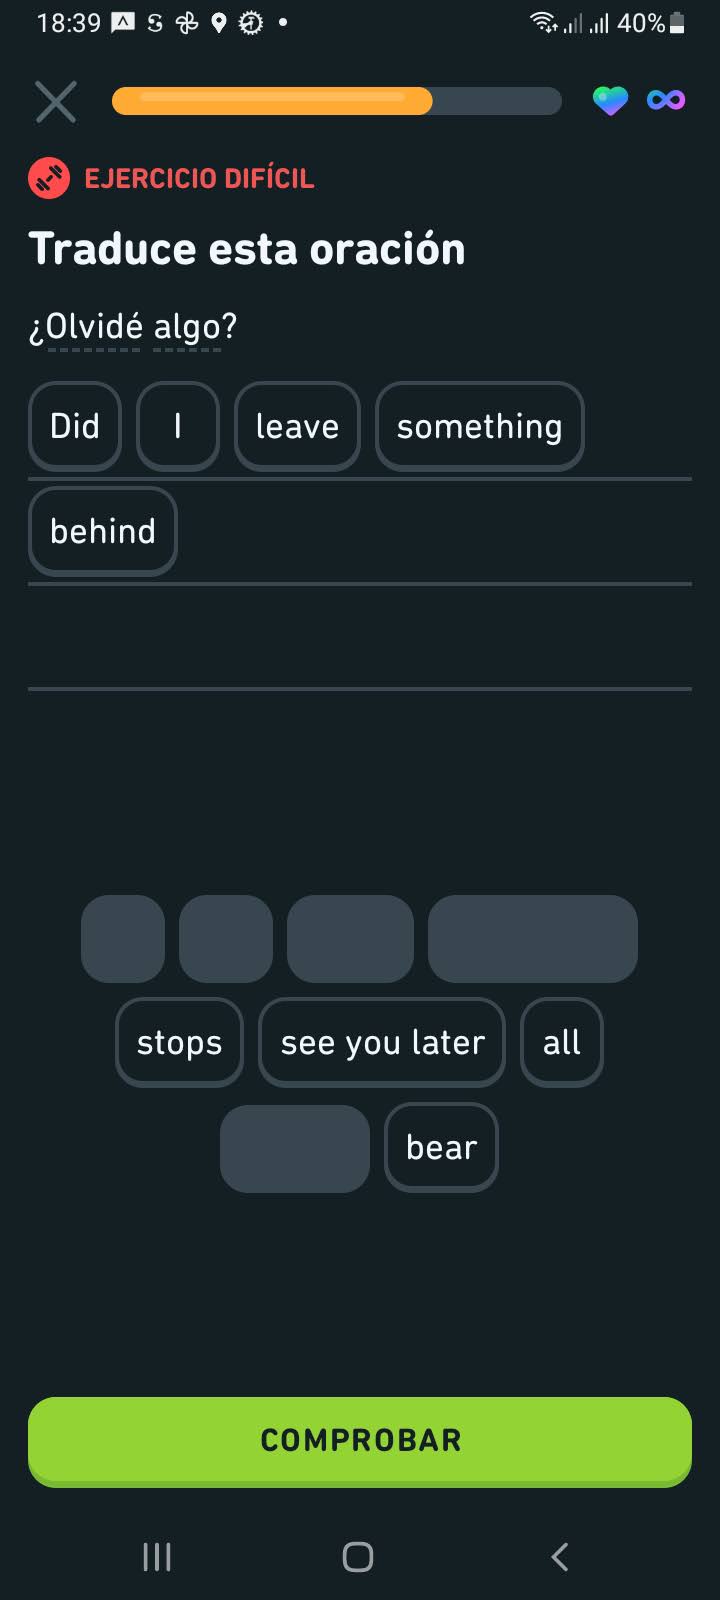 18:39 40%
EJERCICIO DIFÍCIL
Traduce esta oración
¿Olvidé algo?
Did I leave something
behind
stops see you later all
bear
COMPROBAR